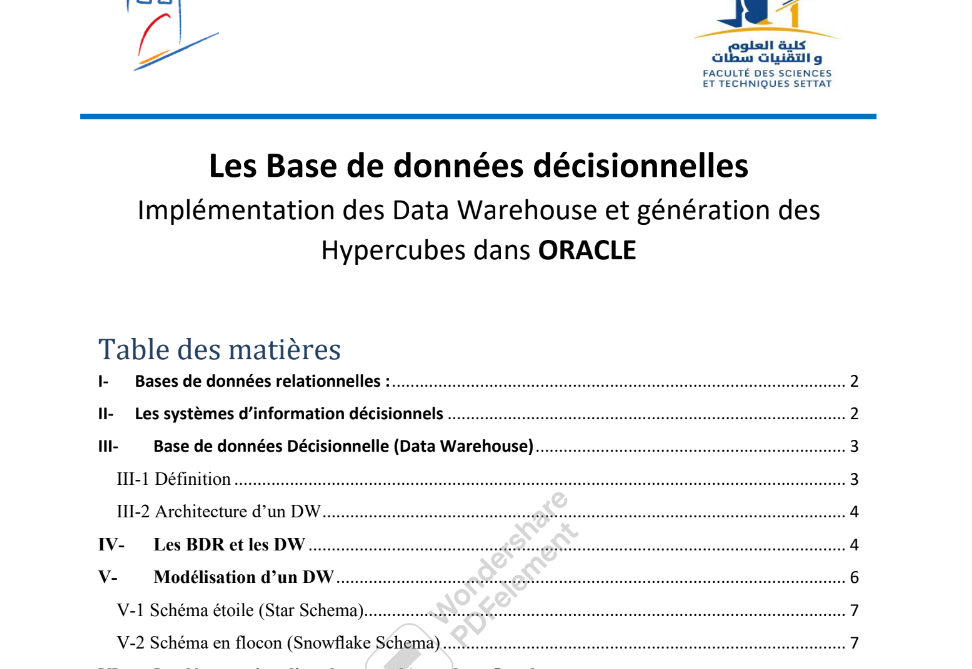 كلية العلوم
و التقنيات سطات
FACULTÉ DES SCIENCES
ET TECHNIQUES SETTAT
Les Base de données décisionnelles
Implémentation des Data Warehouse et génération des
Hypercubes dans ORACLE
Table des matières
I- Bases de données relationnelles : 2
II- Les systèmes d’information décisionnels 2
III- Base de données Décisionnelle (Data Warehouse) 3
III-1 Définition 3
III-2 Architecture d’un DW 4
IV- Les BDR et les DW 4
V- Modélisation d’un DW 6
V-1 Schéma étoile (Star Schema) 7
V-2 Schéma en flocon (Snowflake Schema) 7
Wondershare
PDFelement